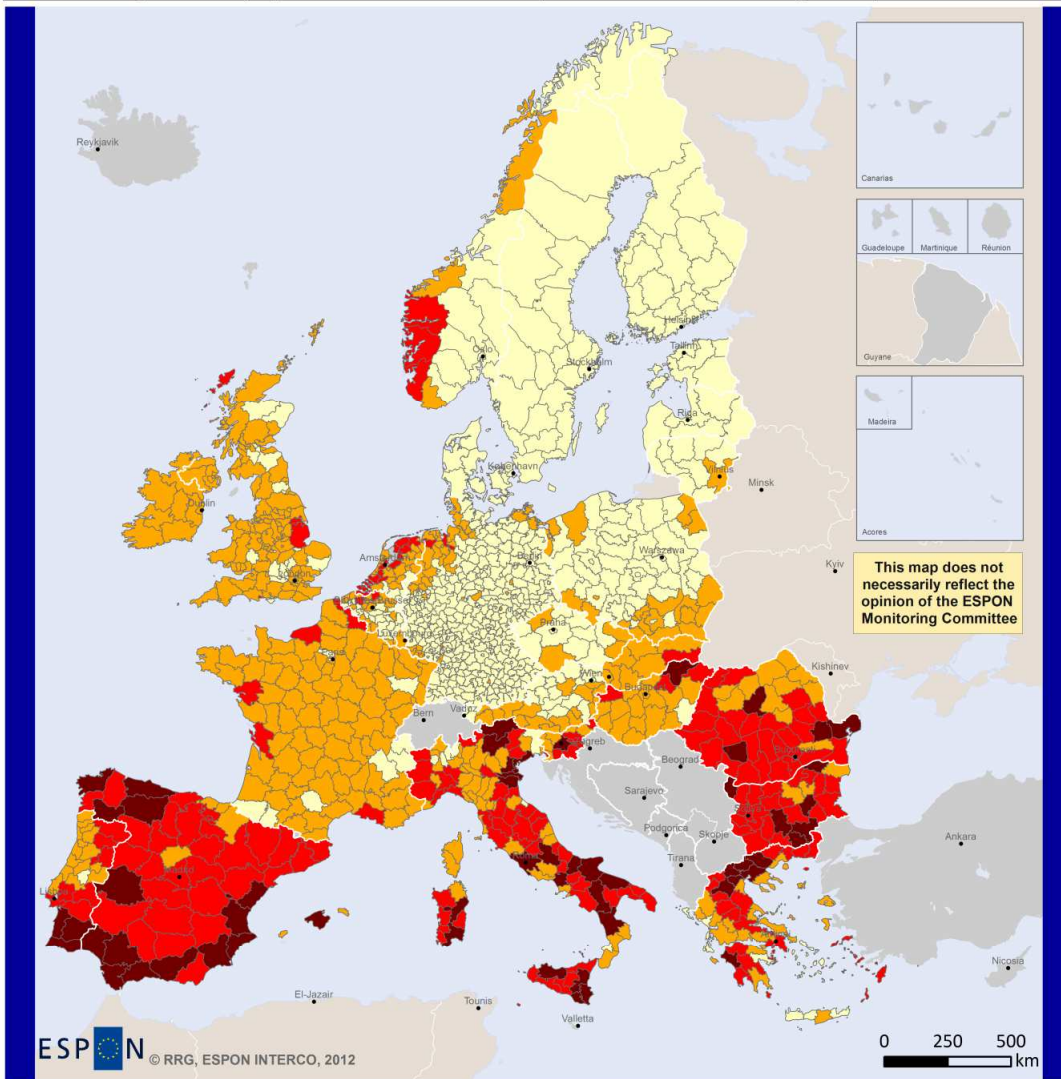 Reykjavik
Canarias
Guadeloupe
Martinique
Réunion
Guyane
Madeira
Acores
Helsinki
Oslo
Tallinn
Stockholm
Riga
København
Vilnius
Minsk
Dublin
Amsterdam
Berlin
Warszawa
London
Kyiv
This map does not
necessarily reflect the
opinion of the ESPON
Monitoring Committee
Praha
Paris
Wien
Kishinev
Budapest
Bern
Vaduz
Zagreb
Beograd
Sarajevo
Podgorica
Skopje
Tirana
Ankara
Madrid
Nicosia
El-Jazair
Tounis
Valletta
ESPON © RRG, ESPON INTERCO, 2012
0 250 500
km